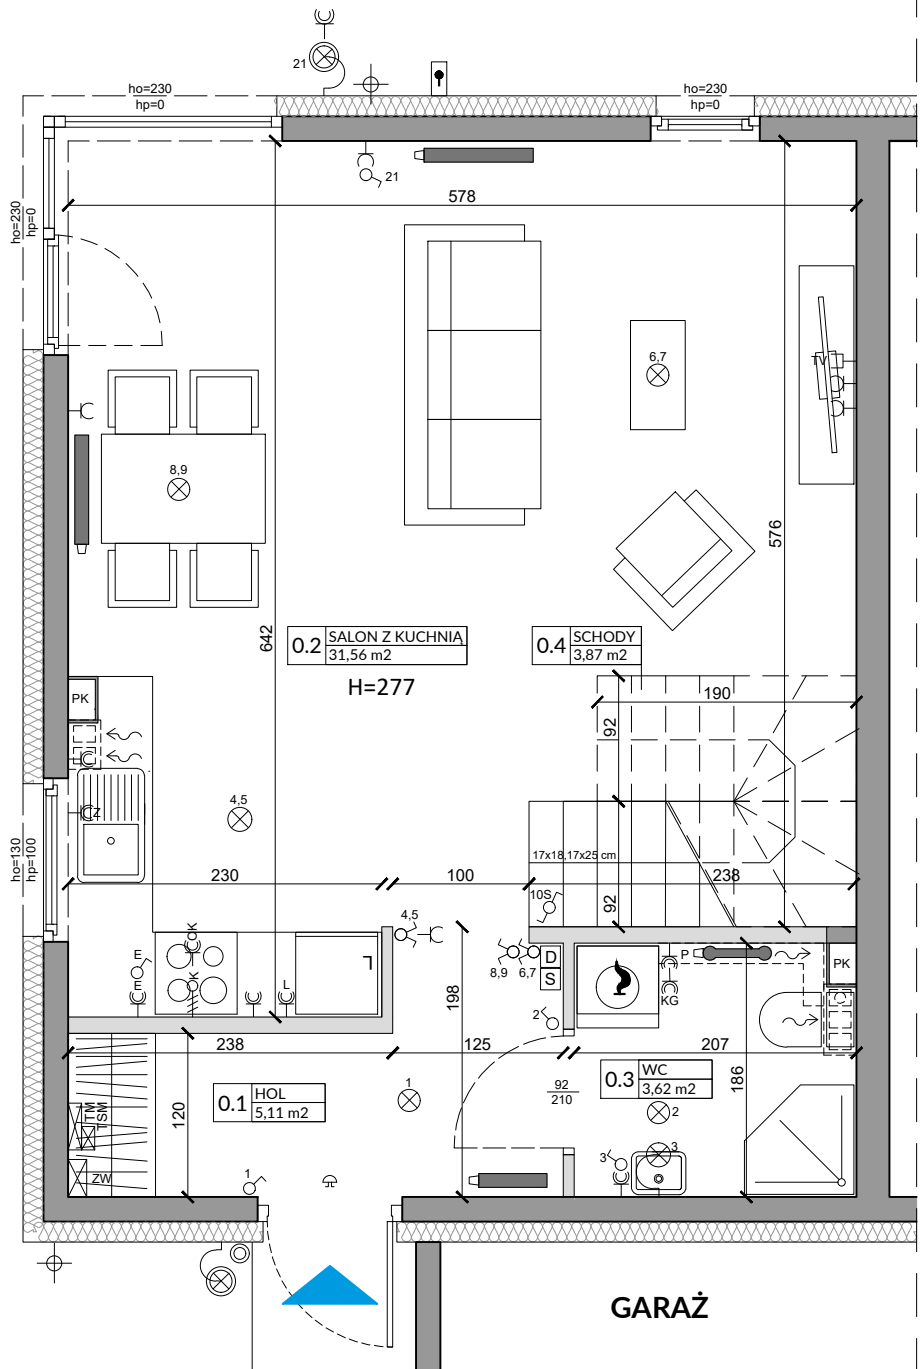 21
ho=230
hp=0
ho=230
hp=0
21
578
ho=230
hp=0
6,7
TV
8,9
576
642
0.2 SALON Z KUCHNIĄ
31,56 m2
H=277
0.4 SCHODY
3,87 m2
PK
190
92
4,5
Z
ho=130
hp=100
17x18,17x25 cm
230
100
238
10S
92
4,5
E
E
OK
K
L
8,9
6,7
D
S
P
KG
PK
198
2
238
125
207
186
0.1 HOL
5,11 m2
1
92
210
0.3 WC
3,62 m2
2
120
TM
TSM
ZW
1
3
3
GARAŻ